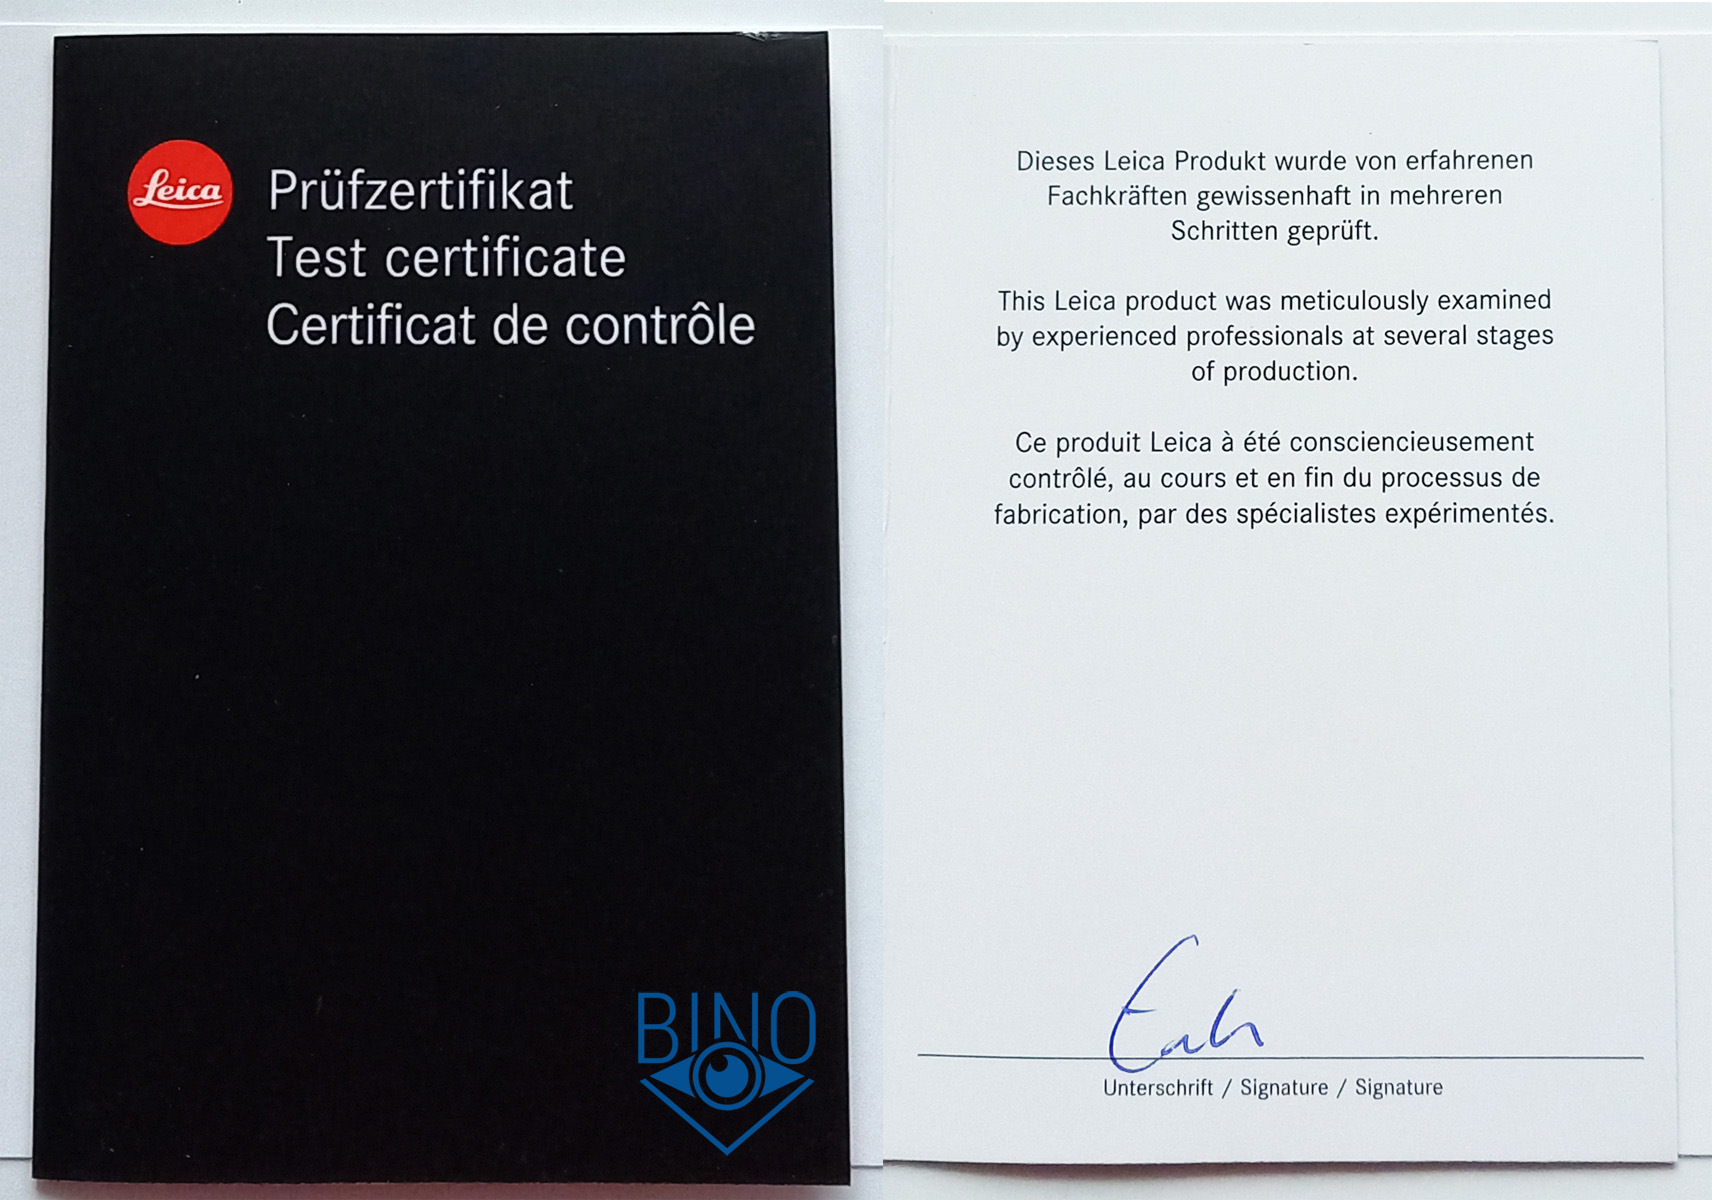 Leica
Prüfzertifikat
Test certificate
Certificat de contrôle
BINO
Dieses Leica Produkt wurde von erfahrenen
Fachkräften gewissenhaft in mehreren
Schritten geprüft.
This Leica product was meticulously examined
by experienced professionals at several stages
of production.
Ce produit Leica à été consciencieusement
contrôlé, au cours et en fin du processus de
fabrication, par des spécialistes expérimentés.
Unterschrift / Signature / Signature